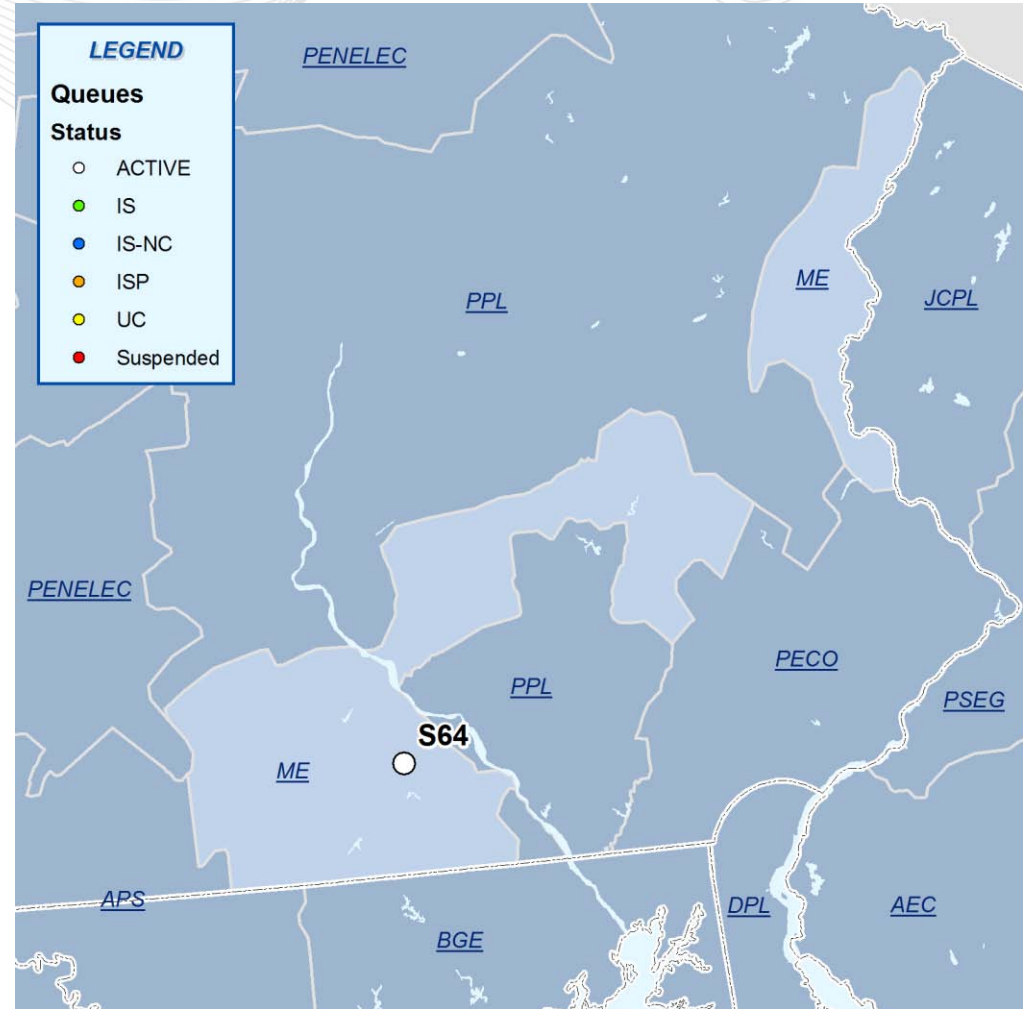 LEGEND
Queues
Status
ACTIVE
IS
IS-NC
ISP
UC
Suspended
PENELEC
ME
PPL
JCPL
PENELEC
PECO
PPL
PSEG
S64
ME
APS
DPL
AEC
BGE